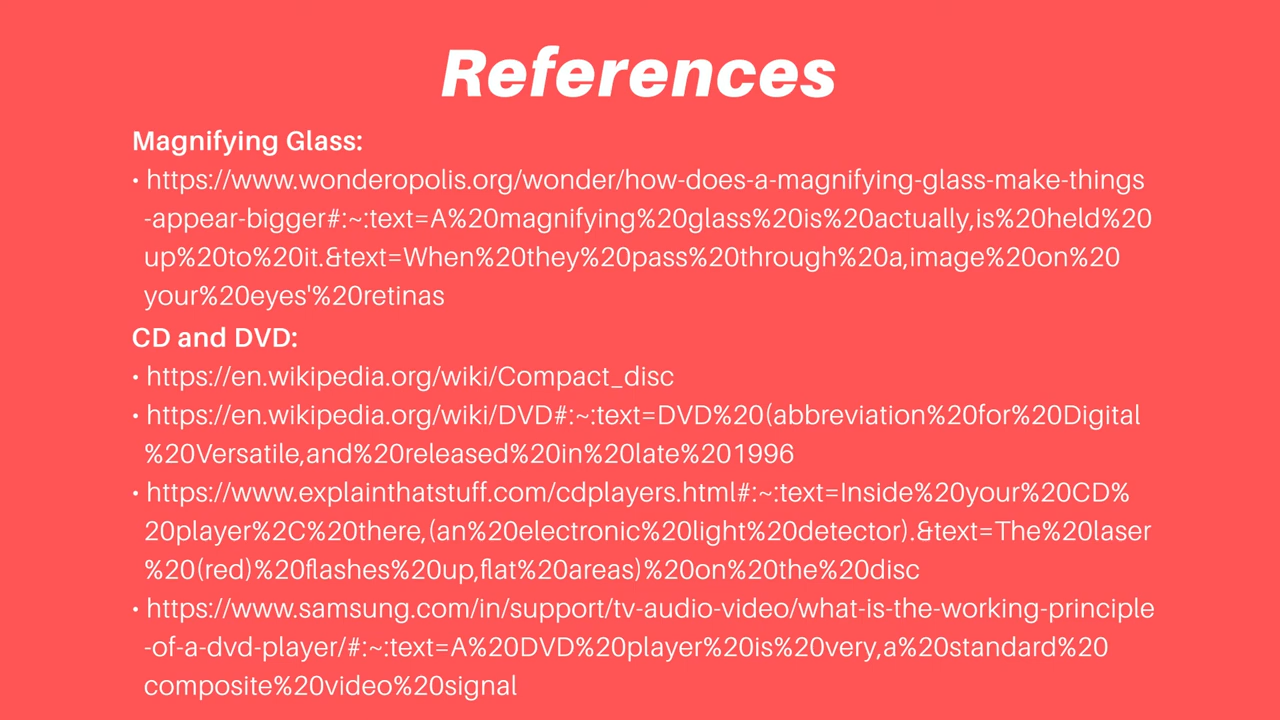 References
Magnifying Glass:
• https://www.wonderopolis.org/wonder/how-does-a-magnifying-glass-make-things
-appear-bigger#:~:text=A%20magnifying%20glass%20is%20actually,is%20held%20
up%20to%20it.&text=When%20they%20pass%20through%20a,image%20on%20
your%20eyes'%20retinas
CD and DVD:
• https://en.wikipedia.org/wiki/Compact_disc
• https://en.wikipedia.org/wiki/DVD#:~:text=DVD%20(abbreviation%20for%20Digital
%20Versatile,and%20released%20in%20late%201996
• https://www.explainthatstuff.com/cdplayers.html#:~:text=Inside%20your%20CD%
20player%2C%20there,(an%20electronic%20light%20detector).&text=The%20laser
%20(red)%20flashes%20up,flat%20areas)%20on%20the%20disc
• https://www.samsung.com/in/support/tv-audio-video/what-is-the-working-principle
-of-a-dvd-player/#:~:text=A%20DVD%20player%20is%20very,a%20standard%20
composite%20video%20signal